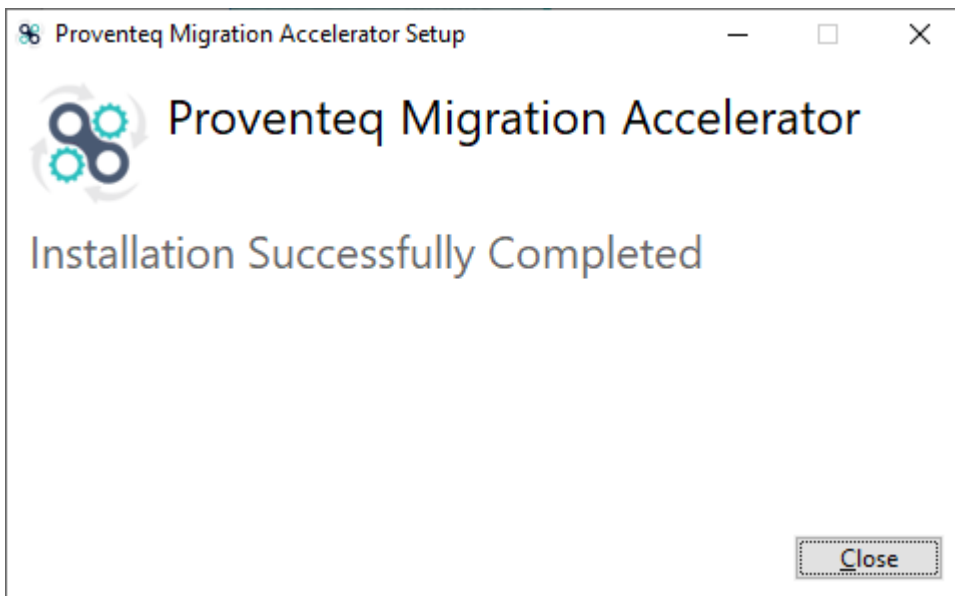 Proventeq Migration Accelerator Setup
Proventeq Migration Accelerator
Installation Successfully Completed
Close